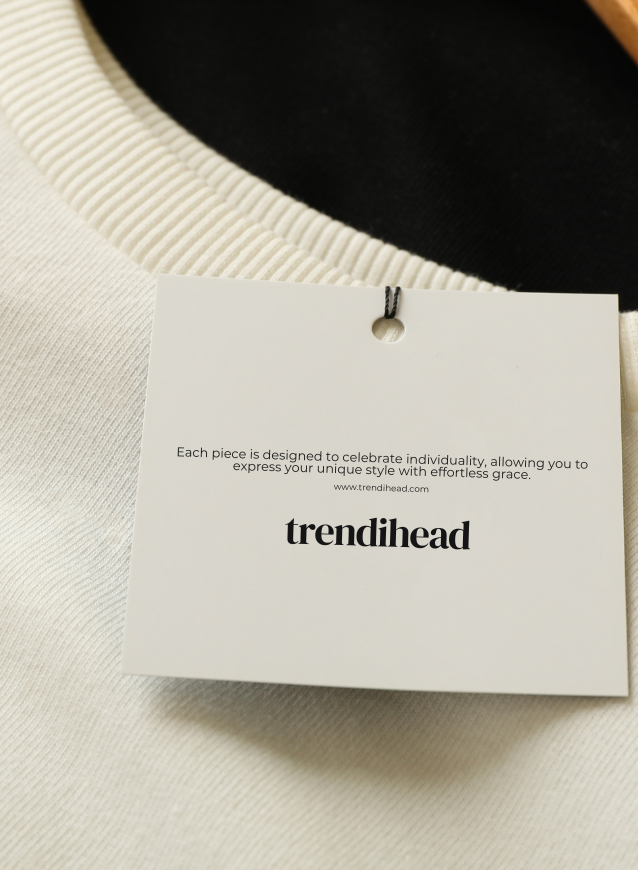 Each piece is designed to celebrate individuality, allowing you to
express your unique style with effortless grace.
www.trendihead.com
trendihead